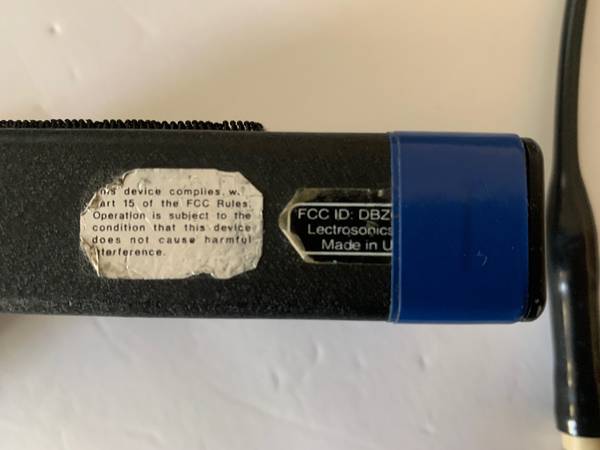 his device complies w
art 15 of the FCC Rules.
Operation is subject to the
condition that this device
does not cause harmful
nterference.
FCC ID: DBZ
Lectrosonics
Made in U